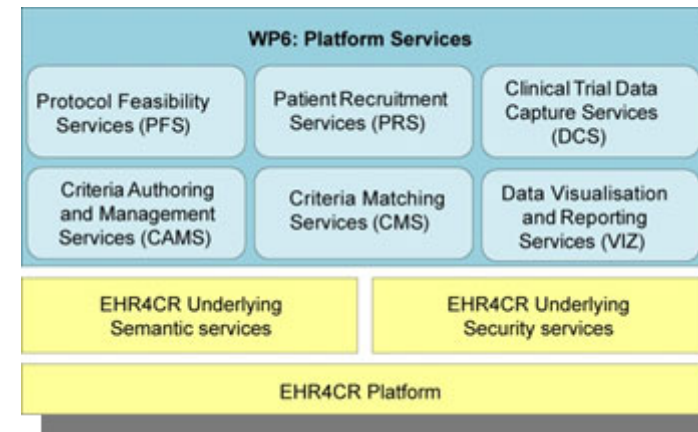 WP6: Platform Services
Protocol Feasibility
Services (PFS)
Patient Recruitment
Services (PRS)
Clinical Trial Data
Capture Services
(DCS)
Criteria Authoring
and Management
Services (CAMS)
Criteria Matching
Services (CMS)
Data Visualisation
and Reporting
Services (VIZ)
EHR4CR Underlying
Semantic services
EHR4CR Underlying
Security services
EHR4CR Platform